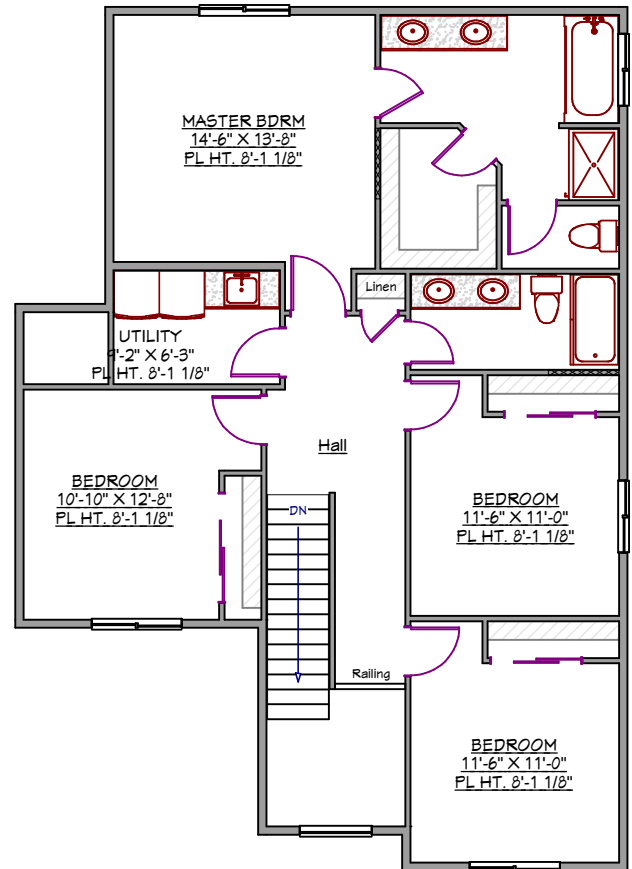 MASTER BDRM
14'-6" X 13'-8"
PL HT. 8'-1 1/8"
Linen
UTILITY
9'-2" X 6'-3"
PL HT. 8'-1 1/8"
Hall
BEDROOM
10'-10" X 12'-8"
PL HT. 8'-1 1/8"
DN
BEDROOM
11'-6" X 11'-0"
PL HT. 8'-1 1/8"
Railing
BEDROOM
11'-6" X 11'-0"
PL HT. 8'-1 1/8"